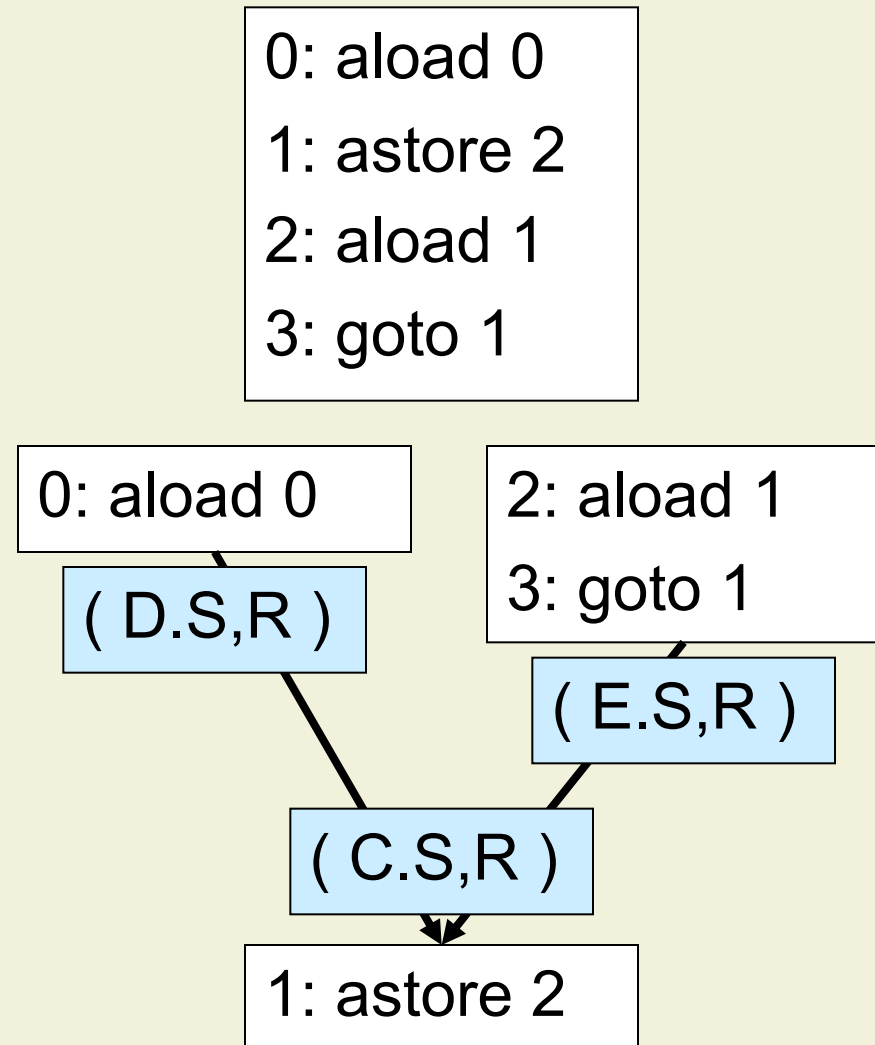 0: aload 0
1: astore 2
2: aload 1
3: goto 1
0: aload 0
2: aload 1
3: goto 1
( D.S,R )
( E.S,R )
( C.S,R )
1: astore 2